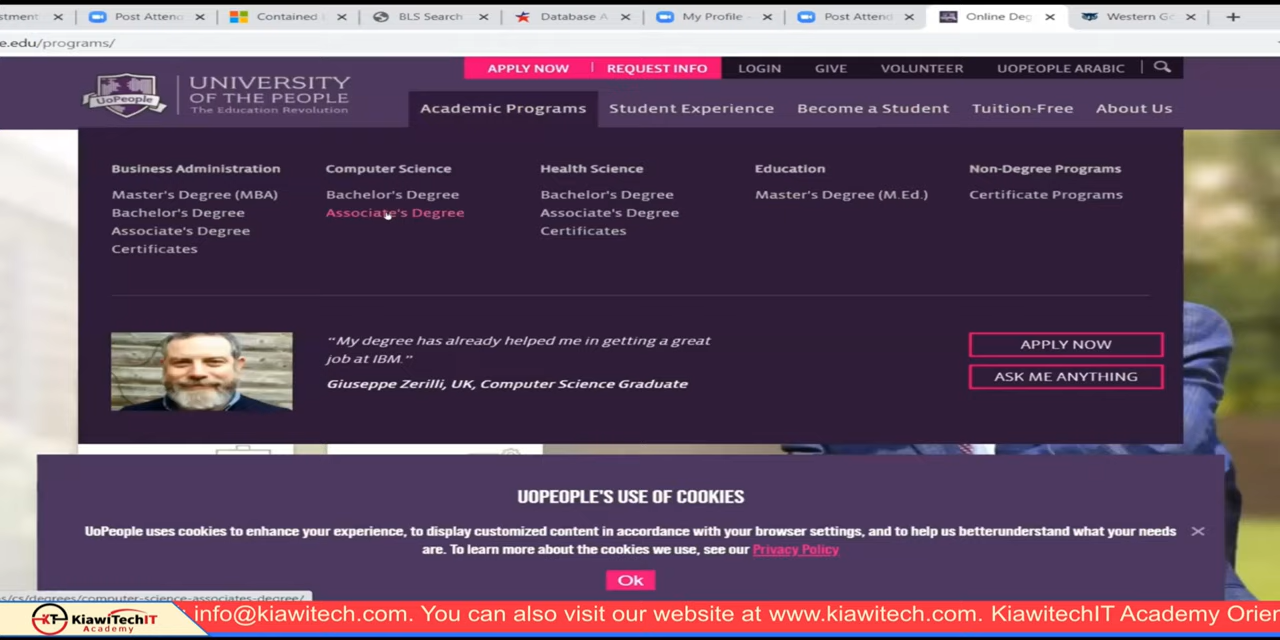 Post Attend
Contained
BLS Search
Database A
My Profile -
Post Attend
Online Deg
Western Go
e.edu/programs/
APPLY NOW
REQUEST INFO
LOGIN
GIVE
VOLUNTEER
UOPEOPLE ARABIC
UoPeople
UNIVERSITY
OF THE PEOPLE
The Education Revolution
Academic Programs
Student Experience
Become a Student
Tuition-Free
About Us
Business Administration
Master's Degree (MBA)
Bachelor's Degree
Associate's Degree
Certificates
Computer Science
Bachelor's Degree
Associate's Degree
Health Science
Bachelor's Degree
Associate's Degree
Certificates
Education
Master's Degree (M.Ed.)
Non-Degree Programs
Certificate Programs
"My degree has already helped me in getting a great
job at IBM."
Giuseppe Zerilli, UK, Computer Science Graduate
APPLY NOW
ASK ME ANYTHING
UOPEOPLE'S USE OF COOKIES
UoPeople uses cookies to enhance your experience, to display customized content in accordance with your browser settings, and to help us betterunderstand what your needs
are. To learn more about the cookies we use, see our Privacy Policy
Ok
s/cs/degrees/computer-science-associates-degree/
KT KiawiTechIT
Academy
info@kiawitech.com. You can also visit our website at www.kiawitech.com. KiawitechIT Academy Orien